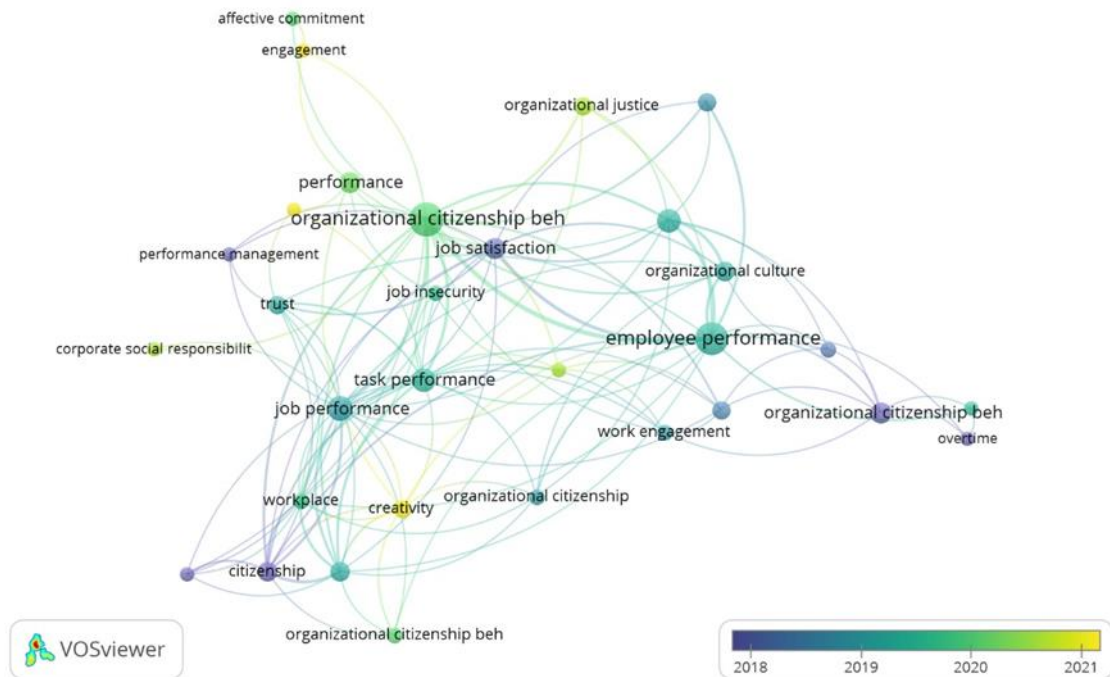 affective commitment
engagement
organizational justice
performance
organizational citizenship beh
job satisfaction
performance management
organizational culture
job insecurity
trust
employee performance
corporate social responsibilit
task performance
job performance
organizational citizenship beh
work engagement
overtime
organizational citizenship
workplace
creativity
citizenship
organizational citizenship beh
VOSviewer
2018 2019 2020 2021